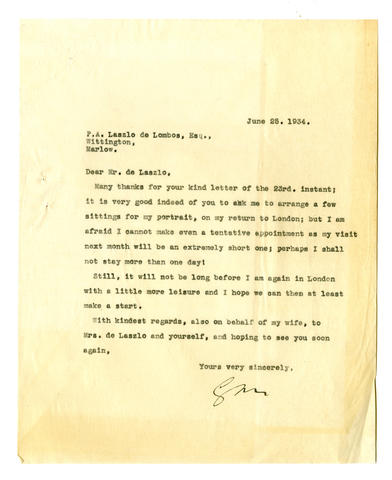 June 25. 1934.
P.A. Laszlo de Lombos, Esq.,
Wittington,
Marlow.
Dear Mr. de Laszlo,
Many thanks for your kind letter of the 23rd. instant;
it is very good indeed of you to ask me to arrange a few
sittings for my portrait, on my return to London; but I am
afraid I cannot make even a tentative appointment as my visit
next month will be an extremely short one; perhaps I shall
not stay more than one day!
Still, it will not be long before I am again in London
with a little more leisure and I hope we can then at least
make a start.
With kindest regards, also on behalf of my wife, to
Mrs. de Laszlo and yourself, and hoping to see you soon
again,
Yours very sincerely,